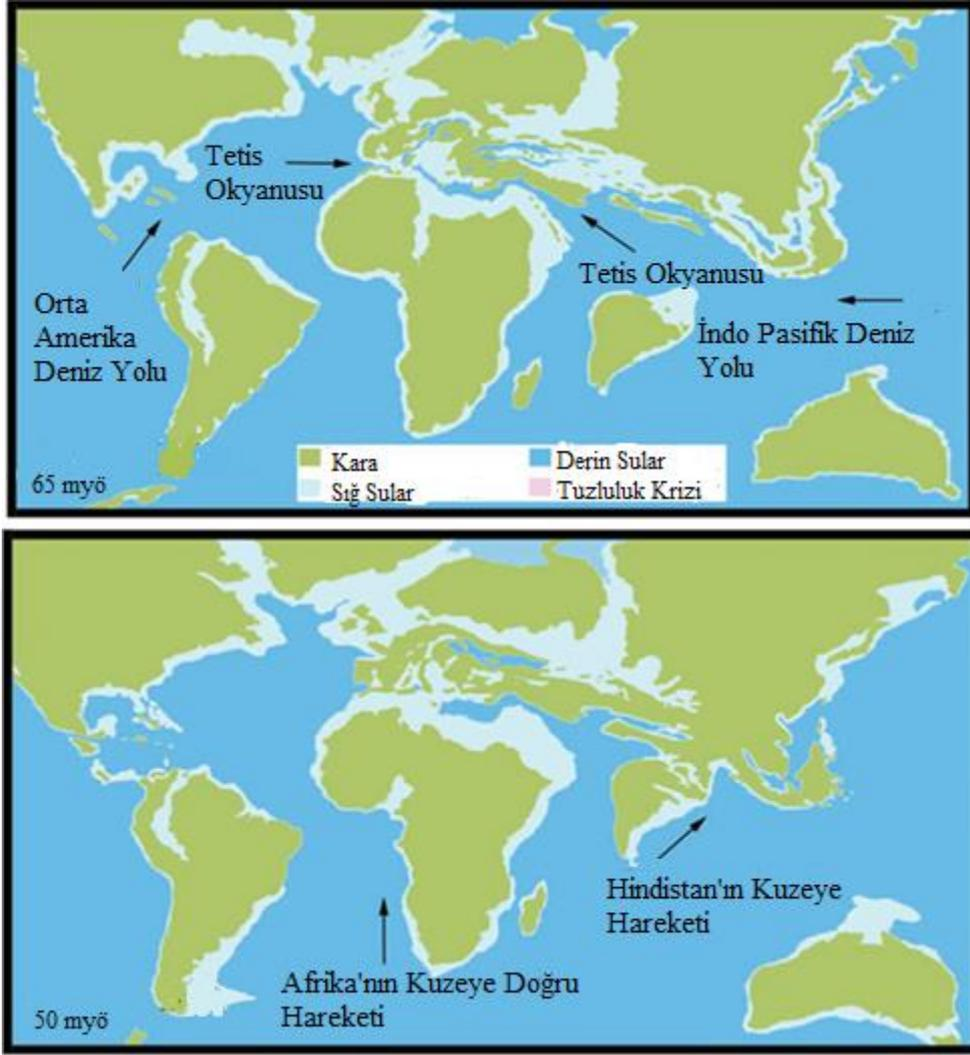 Tetis
Okyanusu
Tetis Okyanusu
Orta
Amerika
Deniz Yolu
İndo Pasifik Deniz
Yolu
Kara
Derin Sular
Sığ Sular
Tuzluluk Krizi
65 myö
Hindistan'ın Kuzeye
Hareketi
Afrika'nın Kuzeye Doğru
Hareketi
50 myö